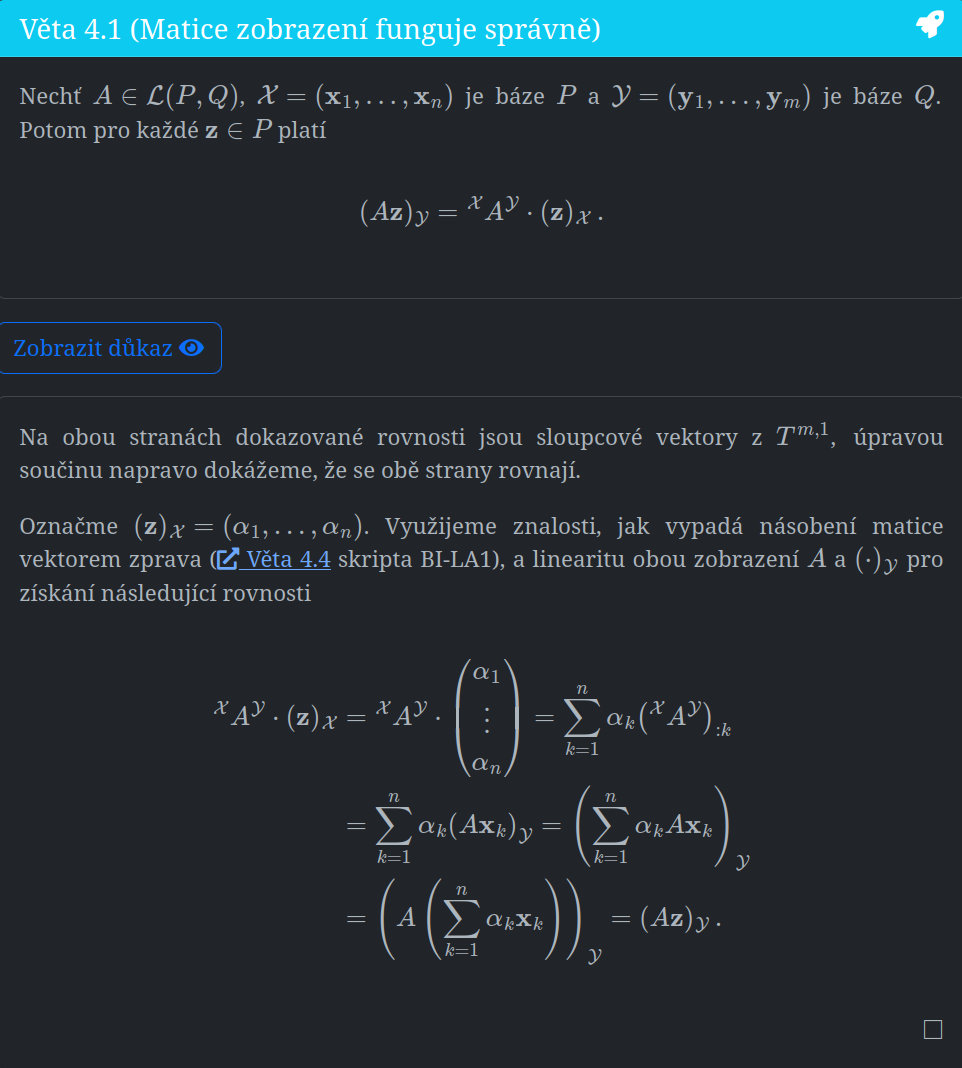 Věta 4.1 (Matice zobrazení funguje správně)
Nechť $A \in \mathcal{L}(P, Q)$, $\mathcal{X} = (\mathbf{x}_1, \ldots, \mathbf{x}_n)$ je báze $P$ a $\mathcal{Y} = (\mathbf{y}_1, \ldots, \mathbf{y}_m)$ je báze $Q$.
Potom pro každé $\mathbf{z} \in P$ platí
$(A\mathbf{z})_{\mathcal{Y}} = {}^{\mathcal{X}}A^{\mathcal{Y}} \cdot (\mathbf{z})_{\mathcal{X}}\,.$
Zobrazit důkaz
Na obou stranách dokazované rovnosti jsou sloupcové vektory z $T^{m,1}$, úpravou
součinu napravo dokážeme, že se obě strany rovnají.
Označme $(\mathbf{z})_{\mathcal{X}} = (\alpha_1, \ldots, \alpha_n)$. Využijeme znalosti, jak vypadá násobení matice
vektorem zprava (Věta 4.4 skripta BI-LA1), a linearitu obou zobrazení $A$ a $(\cdot)_{\mathcal{Y}}$ pro
získání následující rovnosti
${}^{\mathcal{X}}A^{\mathcal{Y}} \cdot (\mathbf{z})_{\mathcal{X}} = {}^{\mathcal{X}}A^{\mathcal{Y}} \cdot \begin{pmatrix} \alpha_1 \\ \vdots \\ \alpha_n \end{pmatrix} = \sum_{k=1}^{n} \alpha_k \left({}^{\mathcal{X}}A^{\mathcal{Y}}\right)_{:k}$
$= \sum_{k=1}^{n} \alpha_k (A\mathbf{x}_k)_{\mathcal{Y}} = \left( \sum_{k=1}^{n} \alpha_k A\mathbf{x}_k \right)_{\mathcal{Y}}$
$= \left( A \left( \sum_{k=1}^{n} \alpha_k \mathbf{x}_k \right) \right)_{\mathcal{Y}} = (A\mathbf{z})_{\mathcal{Y}}\,.$
□